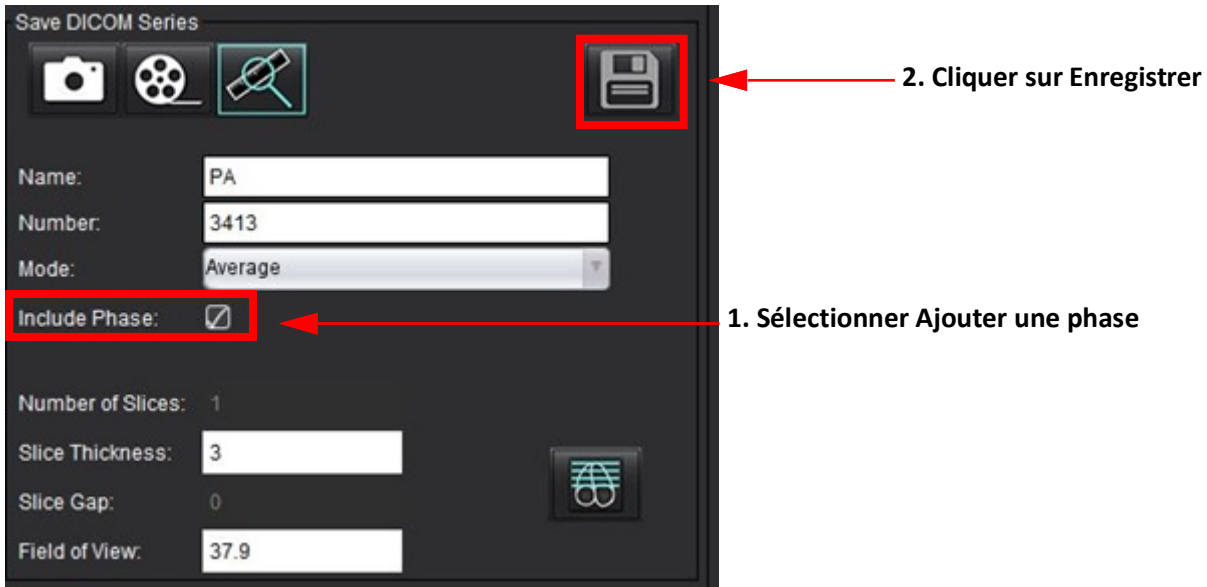 Save DICOM Series
2. Cliquer sur Enregistrer
Name: PA
Number: 3413
Mode: Average
Include Phase:
1. Sélectionner Ajouter une phase
Number of Slices: 1
Slice Thickness: 3
Slice Gap: 0
Field of View: 37.9